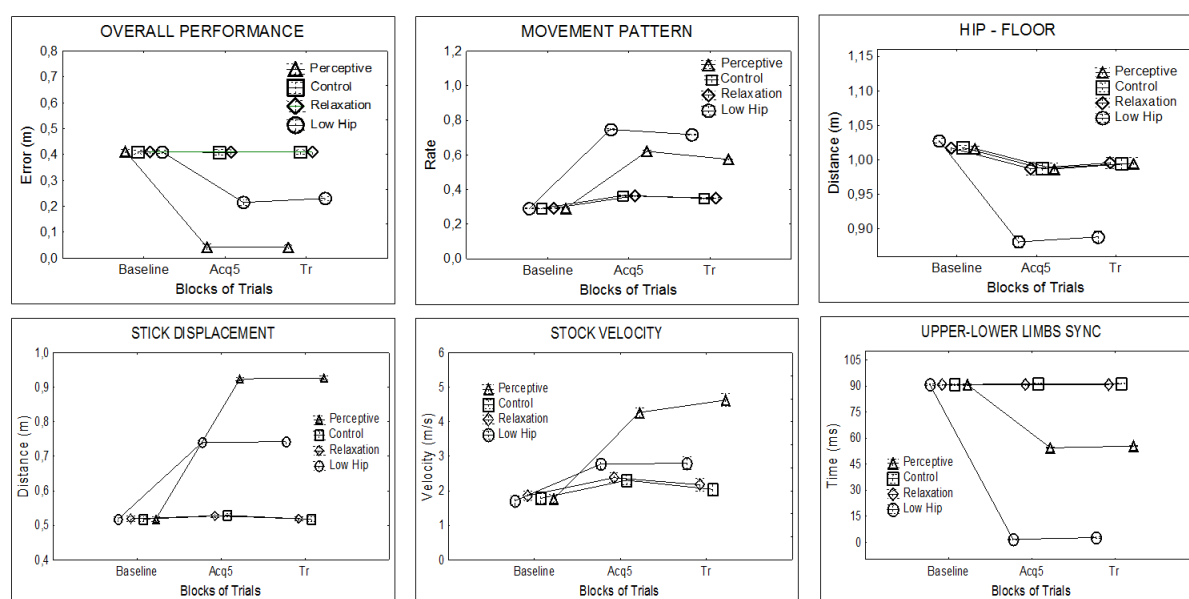 OVERALL PERFORMANCE
0,8
0,7
0,6
0,5
0,4
0,3
0,2
0,1
0,0
Error (m)
Perceptive
Control
Relaxation
Low Hip
Baseline Acq5 Tr
Blocks of Trials
MOVEMENT PATTERN
1,2
1,0
0,8
0,6
0,4
0,2
0,0
Rate
Perceptive
Control
Relaxation
Low Hip
Baseline Acq5 Tr
Blocks of Trials
HIP - FLOOR
1,15
1,10
1,05
1,00
0,95
0,90
Distance (m)
Perceptive
Control
Relaxation
Low Hip
Baseline Acq5 Tr
Blocks of Trials
STICK DISPLACEMENT
1,0
0,9
0,8
0,7
0,6
0,5
0,4
Distance (m)
Perceptive
Control
Relaxation
Low Hip
Baseline Acq5 Tr
Blocks of Trials
STOCK VELOCITY
6
5
4
3
2
1
0
Velocity (m/s)
Perceptive
Control
Relaxation
Low Hip
Baseline Acq5 Tr
Blocks of Trials
UPPER-LOWER LIMBS SYNC
105
90
75
60
45
30
15
0
Time (ms)
Perceptive
Control
Relaxation
Low Hip
Baseline Acq5 Tr
Blocks of Trials